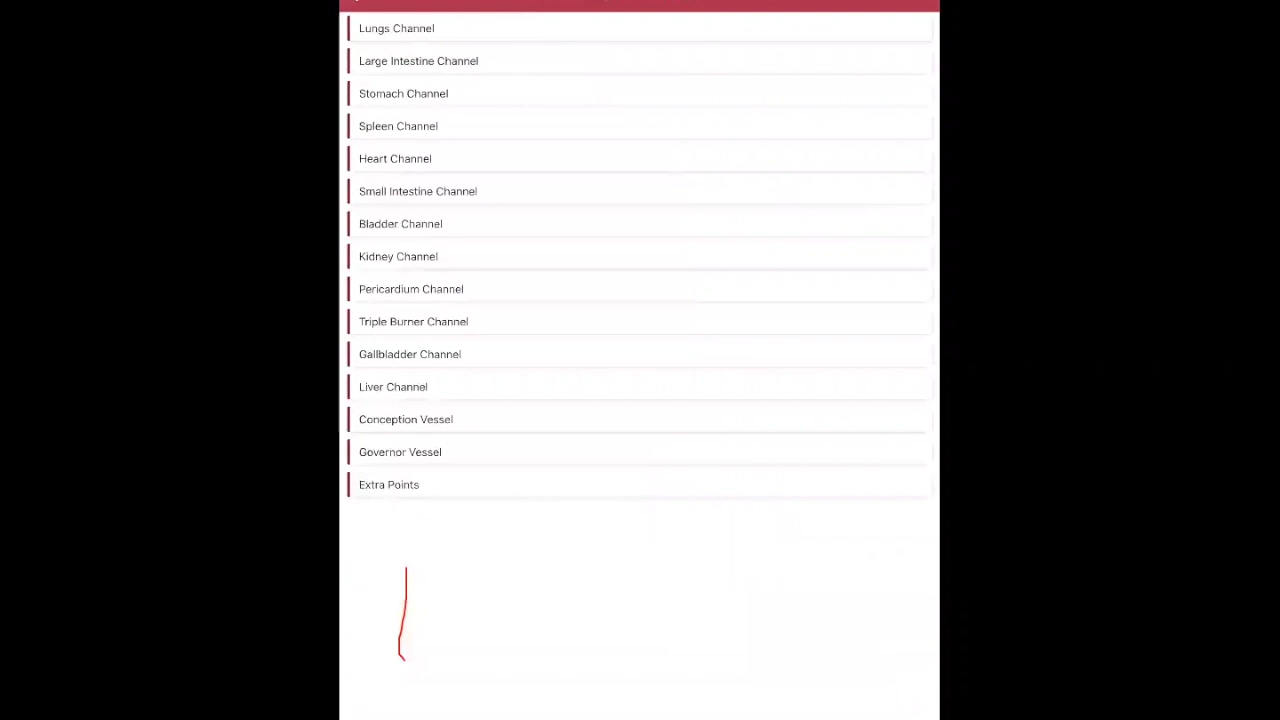 Lungs Channel
Large Intestine Channel
Stomach Channel
Spleen Channel
Heart Channel
Small Intestine Channel
Bladder Channel
Kidney Channel
Pericardium Channel
Triple Burner Channel
Gallbladder Channel
Liver Channel
Conception Vessel
Governor Vessel
Extra Points